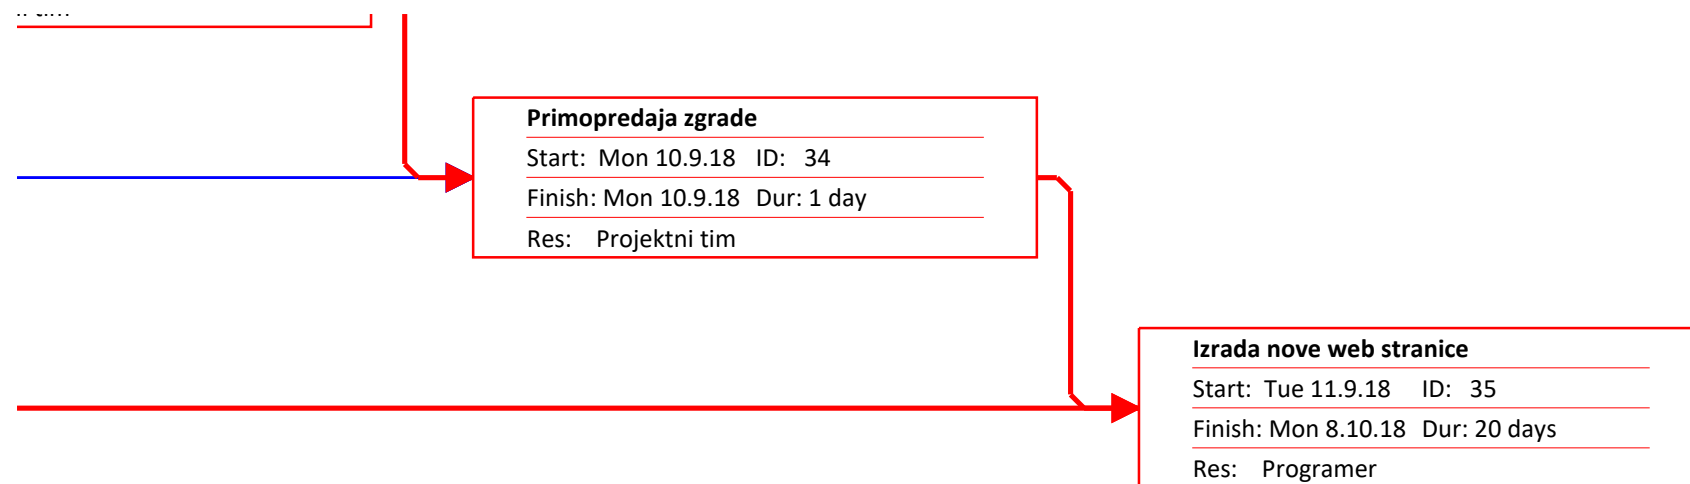 tim
Primopredaja zgrade
Start: Mon 10.9.18 ID: 34
Finish: Mon 10.9.18 Dur: 1 day
Res: Projektni tim
Izrada nove web stranice
Start: Tue 11.9.18 ID: 35
Finish: Mon 8.10.18 Dur: 20 days
Res: Programer